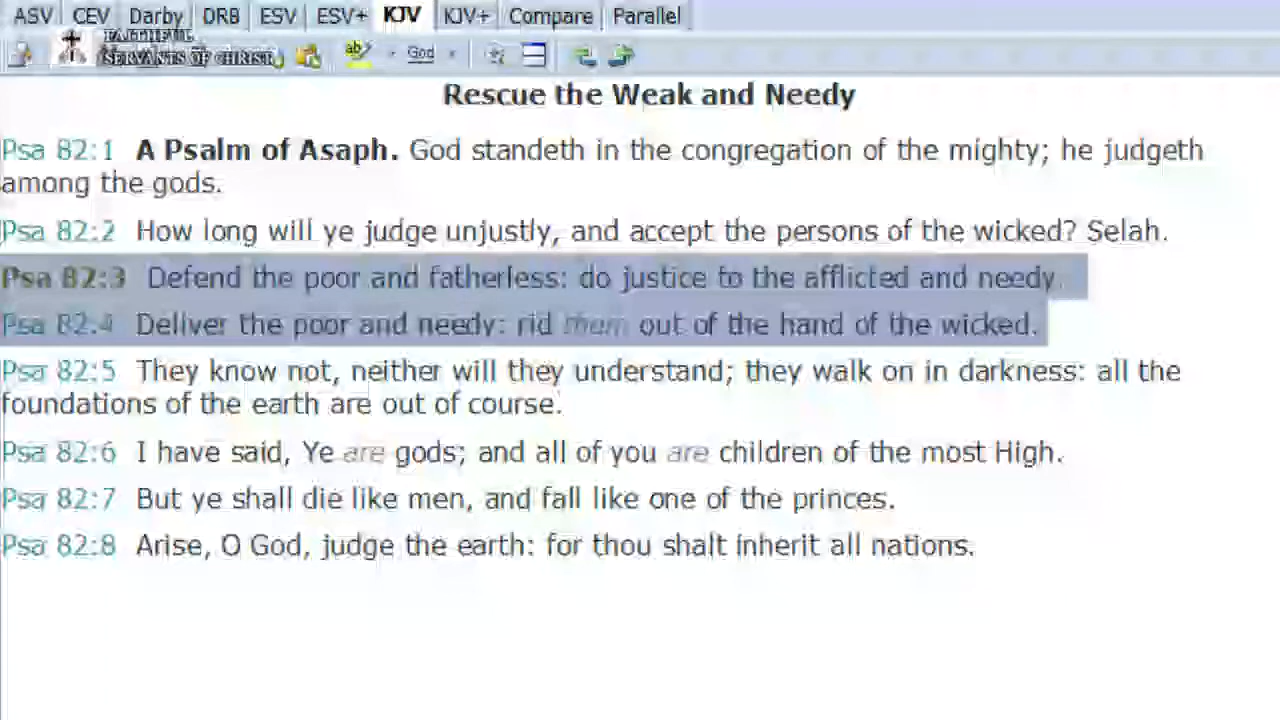 ASV CEV Darby DRB ESV ESV+ KJV KJV+ Compare Parallel
FAITHFUL
SERVANTS OF CHRIST
ab God
Rescue the Weak and Needy
Psa 82:1 A Psalm of Asaph. God standeth in the congregation of the mighty; he judgeth
among the gods.
Psa 82:2 How long will ye judge unjustly, and accept the persons of the wicked? Selah.
Psa 82:3 Defend the poor and fatherless: do justice to the afflicted and needy.
Psa 82:4 Deliver the poor and needy: rid them out of the hand of the wicked.
Psa 82:5 They know not, neither will they understand; they walk on in darkness: all the
foundations of the earth are out of course.
Psa 82:6 I have said, Ye are gods; and all of you are children of the most High.
Psa 82:7 But ye shall die like men, and fall like one of the princes.
Psa 82:8 Arise, O God, judge the earth: for thou shalt inherit all nations.